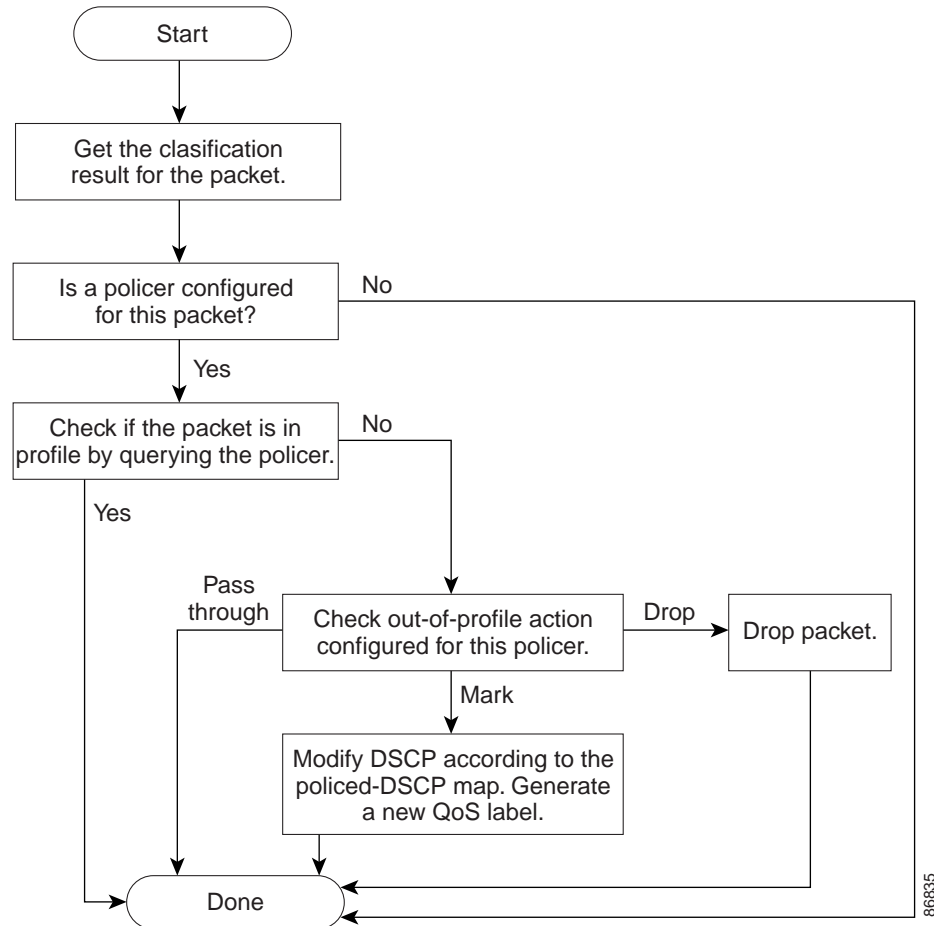 Start
Get the clasification
result for the packet.
Is a policer configured
for this packet?
No
Yes
Check if the packet is in
profile by querying the policer.
No
Yes
Pass
through
Check out-of-profile action
configured for this policer.
Drop
Drop packet.
Mark
Modify DSCP according to the
policed-DSCP map. Generate
a new QoS label.
Done
86835